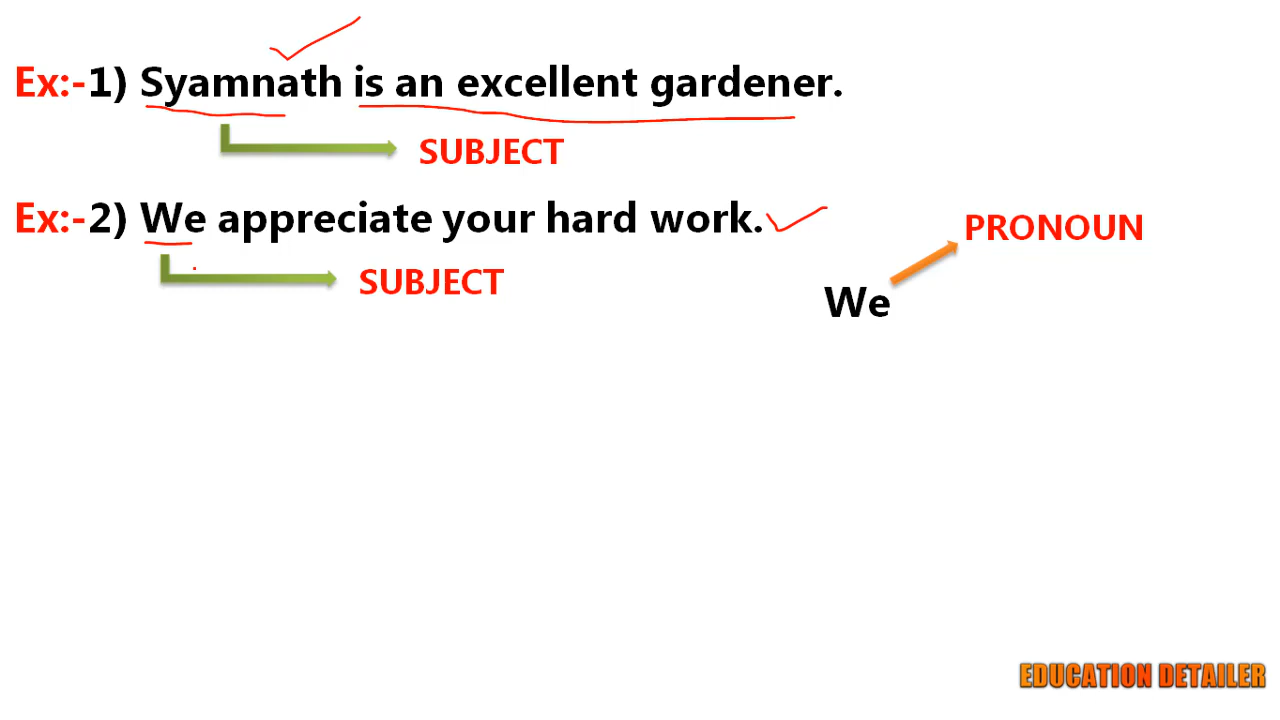 Ex:-1) Syamnath is an excellent gardener.
SUBJECT
Ex:-2) We appreciate your hard work.
PRONOUN
SUBJECT
We
EDUCATION DETAILER